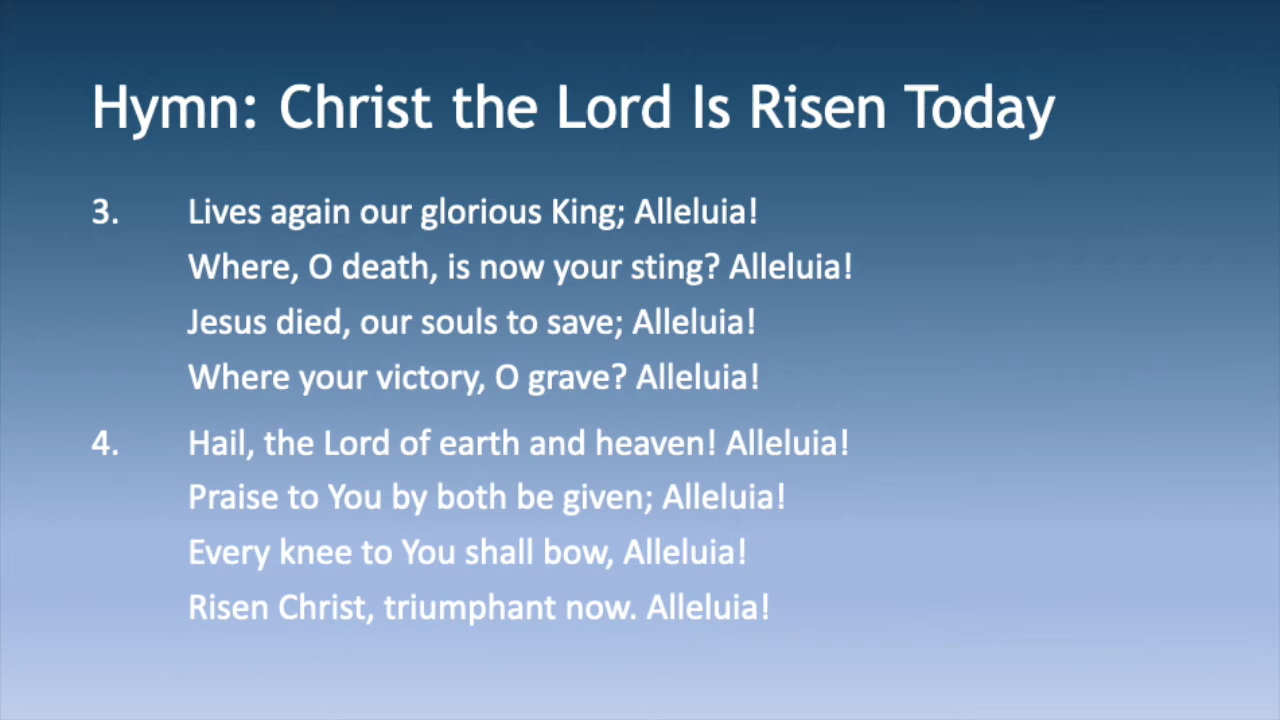 Hymn: Christ the Lord Is Risen Today
3. Lives again our glorious King; Alleluia!
Where, O death, is now your sting? Alleluia!
Jesus died, our souls to save; Alleluia!
Where your victory, O grave? Alleluia!
4. Hail, the Lord of earth and heaven! Alleluia!
Praise to You by both be given; Alleluia!
Every knee to You shall bow, Alleluia!
Risen Christ, triumphant now. Alleluia!